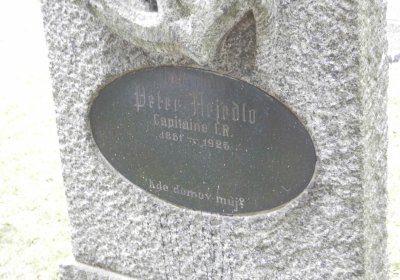 Peter Nejedlo
Capitaine I.R.
1851 - 1925
Kde domov můj?